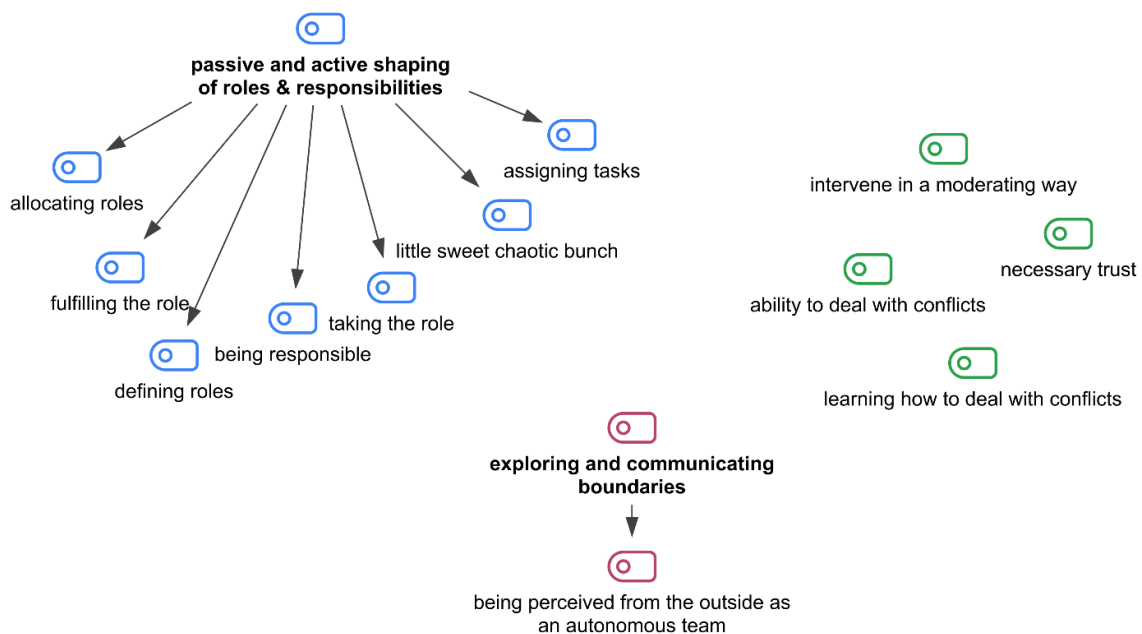 passive and active shaping
of roles & responsibilities
assigning tasks
allocating roles
little sweet chaotic bunch
fulfilling the role
taking the role
being responsible
defining roles
intervene in a moderating way
necessary trust
ability to deal with conflicts
learning how to deal with conflicts
exploring and communicating
boundaries
being perceived from the outside as
an autonomous team